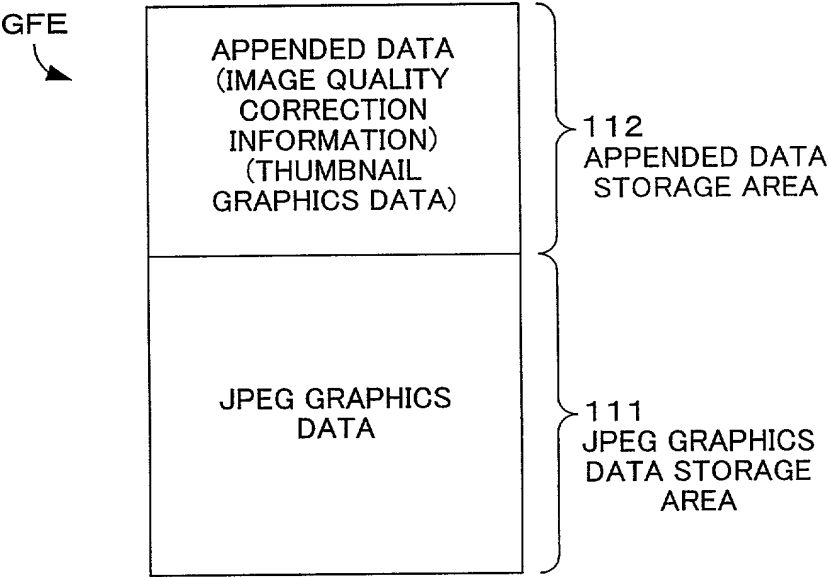 GFE
APPENDED DATA
(IMAGE QUALITY
CORRECTION
INFORMATION)
(THUMBNAIL
GRAPHICS DATA)
112
APPENDED DATA
STORAGE AREA
JPEG GRAPHICS
DATA
111
JPEG GRAPHICS
DATA STORAGE
AREA